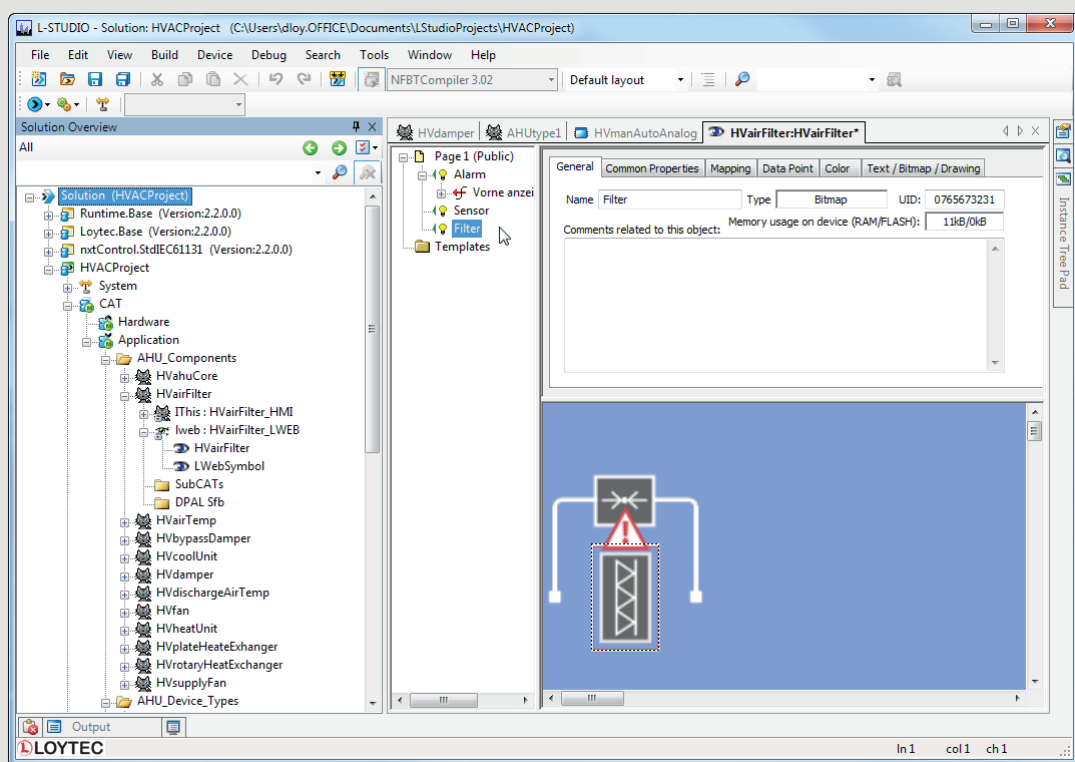 L-STUDIO - Solution: HVACProject (C:\Users\dloy.OFFICE\Documents\LStudioProjects\HVACProject)
File Edit View Build Device Debug Search Tools Window Help
NFBTCompiler 3.02 Default layout
Solution Overview
All
Solution (HVACProject)
Runtime.Base (Version:2.2.0.0)
Loytec.Base (Version:2.2.0.0)
nxtControl.StdIEC61131 (Version:2.2.0.0)
HVACProject
System
CAT
Hardware
Application
AHU_Components
HVahuCore
HVairFilter
IThis : HVairFilter_HMI
Iweb : HVairFilter_LWEB
HVairFilter
LWebSymbol
SubCATs
DPAL Sfb
HVairTemp
HVbypassDamper
HVcoolUnit
HVdamper
HVdischargeAirTemp
HVfan
HVheatUnit
HVplateHeateExhanger
HVrotaryHeatExchanger
HVsupplyFan
AHU_Device_Types
HVdamper AHUtype1 HVmanAutoAnalog HVairFilter:HVairFilter*
Page 1 (Public)
Alarm
Vorne anzei
Sensor
Filter
Templates
General Common Properties Mapping Data Point Color Text / Bitmap / Drawing
Name Filter Type Bitmap UID: 0765673231
Comments related to this object: Memory usage on device (RAM/FLASH): 11kB/0kB
Instance Tree Pad
Output
LOYTEC
ln 1 col 1 ch 1